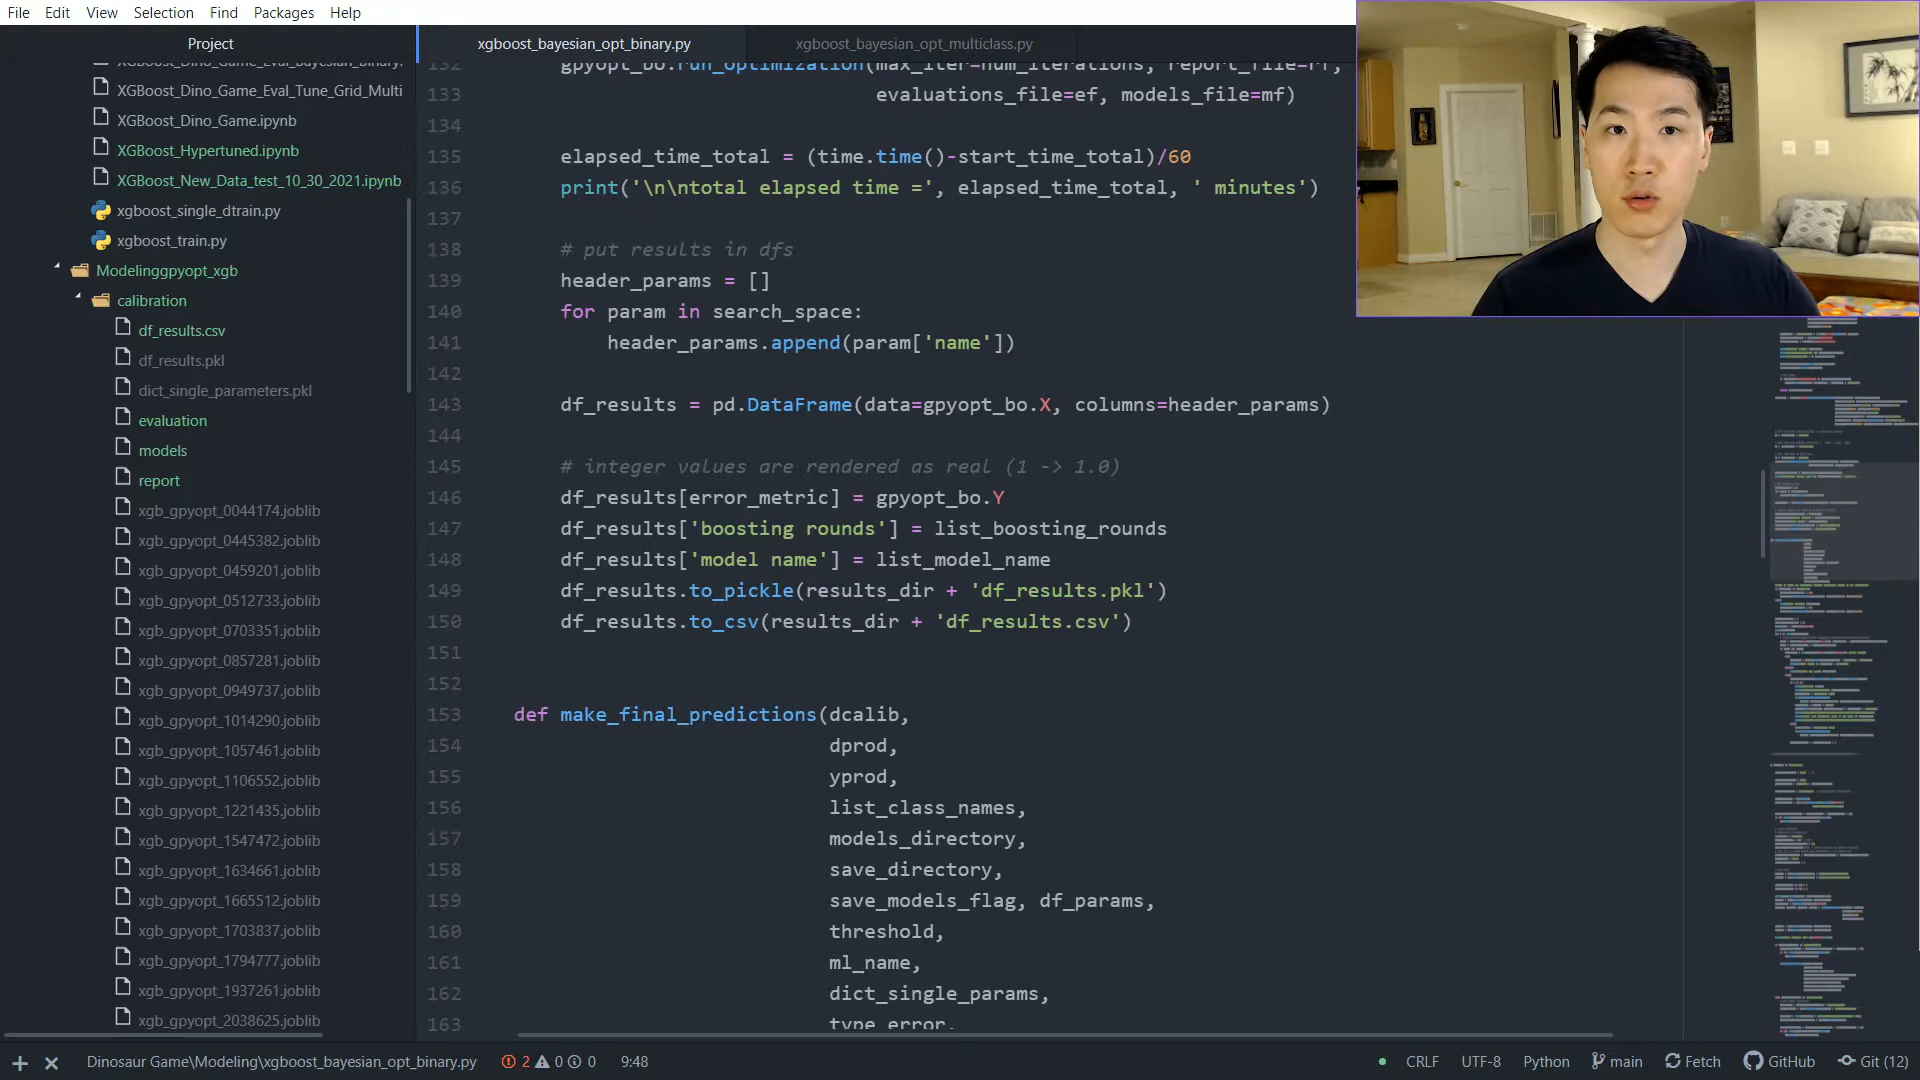 File Edit View Selection Find Packages Help
Project
xgboost_bayesian_opt_binary.py
xgboost_bayesian_opt_multiclass.py
XGBoost_Dino_Game_Eval_Bayesian_Binary.
XGBoost_Dino_Game_Eval_Tune_Grid_Multi
XGBoost_Dino_Game.ipynb
XGBoost_Hypertuned.ipynb
XGBoost_New_Data_test_10_30_2021.ipynb
xgboost_single_dtrain.py
xgboost_train.py
Modelinggpyopt_xgb
calibration
df_results.csv
df_results.pkl
dict_single_parameters.pkl
evaluation
models
report
xgb_gpyopt_0044174.joblib
xgb_gpyopt_0445382.joblib
xgb_gpyopt_0459201.joblib
xgb_gpyopt_0512733.joblib
xgb_gpyopt_0703351.joblib
xgb_gpyopt_0857281.joblib
xgb_gpyopt_0949737.joblib
xgb_gpyopt_1014290.joblib
xgb_gpyopt_1057461.joblib
xgb_gpyopt_1106552.joblib
xgb_gpyopt_1221435.joblib
xgb_gpyopt_1547472.joblib
xgb_gpyopt_1634661.joblib
xgb_gpyopt_1665512.joblib
xgb_gpyopt_1703837.joblib
xgb_gpyopt_1794777.joblib
xgb_gpyopt_1937261.joblib
xgb_gpyopt_2038625.joblib
132 gpyopt_bo.run_optimization(max_iter=num_iterations, report_file=rf,
133 evaluations_file=ef, models_file=mf)
134
135 elapsed_time_total = (time.time()-start_time_total)/60
136 print('\n\ntotal elapsed time =', elapsed_time_total, ' minutes')
137
138 # put results in dfs
139 header_params = []
140 for param in search_space:
141 header_params.append(param['name'])
142
143 df_results = pd.DataFrame(data=gpyopt_bo.X, columns=header_params)
144
145 # integer values are rendered as real (1 -> 1.0)
146 df_results[error_metric] = gpyopt_bo.Y
147 df_results['boosting rounds'] = list_boosting_rounds
148 df_results['model name'] = list_model_name
149 df_results.to_pickle(results_dir + 'df_results.pkl')
150 df_results.to_csv(results_dir + 'df_results.csv')
151
152
153 def make_final_predictions(dcalib,
154 dprod,
155 yprod,
156 list_class_names,
157 models_directory,
158 save_directory,
159 save_models_flag, df_params,
160 threshold,
161 ml_name,
162 dict_single_params,
163 type_error,
Dinosaur Game\Modeling\xgboost_bayesian_opt_binary.py 2 0 0 9:48 CRLF UTF-8 Python main Fetch GitHub Git (12)